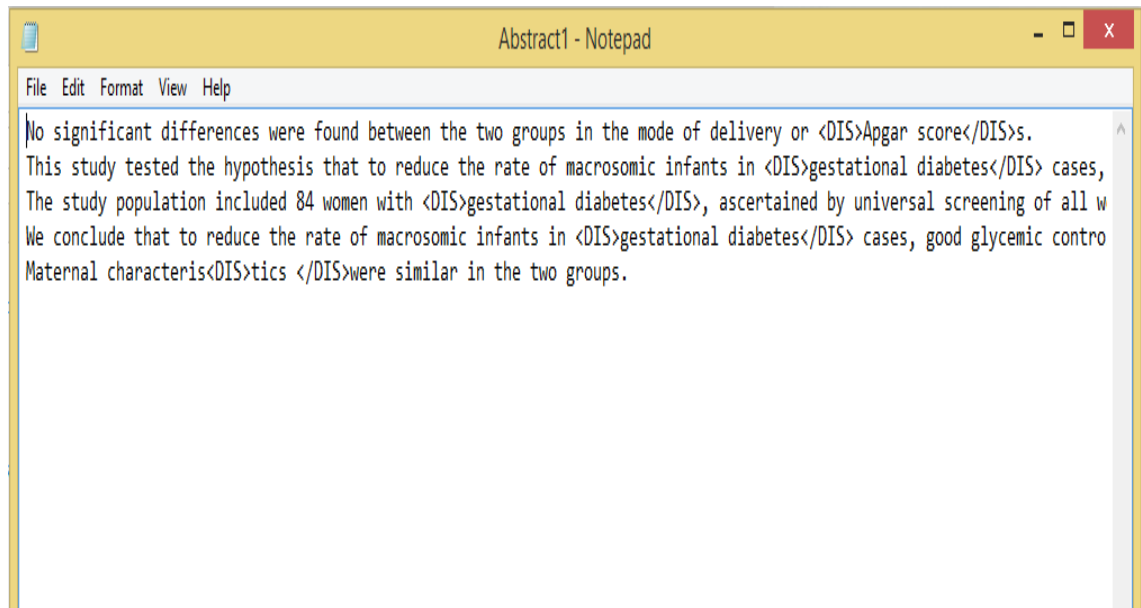 Abstract1 - Notepad
File Edit Format View Help
No significant differences were found between the two groups in the mode of delivery or <DIS>Apgar score</DIS>s.
This study tested the hypothesis that to reduce the rate of macrosomic infants in <DIS>gestational diabetes</DIS> cases,
The study population included 84 women with <DIS>gestational diabetes</DIS>, ascertained by universal screening of all
We conclude that to reduce the rate of macrosomic infants in <DIS>gestational diabetes</DIS> cases, good glycemic contro
Maternal characteris<DIS>tics </DIS>were similar in the two groups.